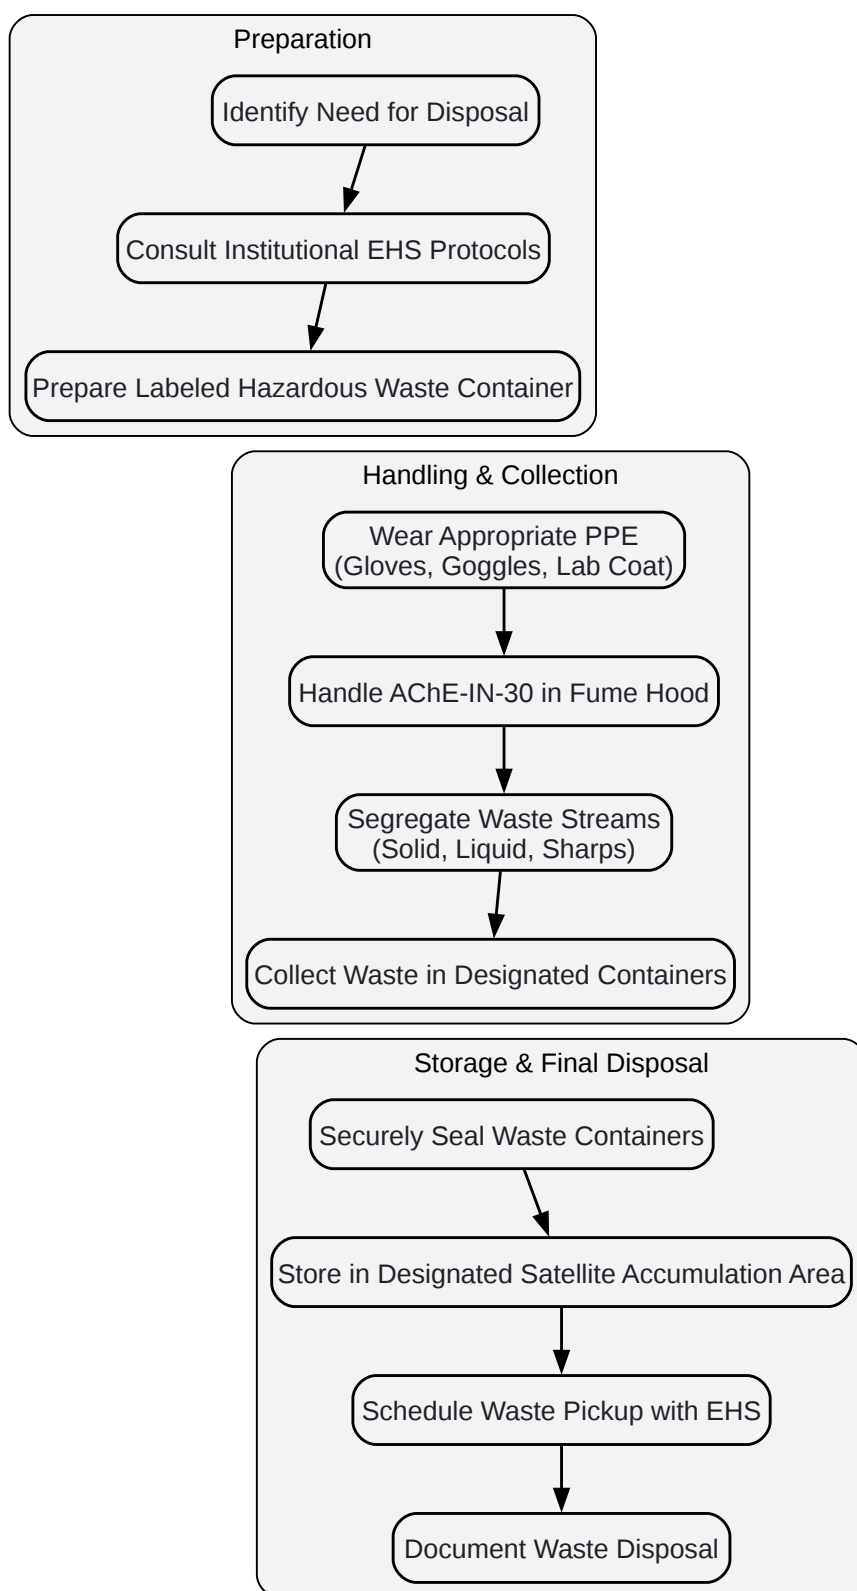 Preparation
Identify Need for Disposal
Consult Institutional EHS Protocols
Prepare Labeled Hazardous Waste Container
Handling & Collection
Wear Appropriate PPE
(Gloves, Goggles, Lab Coat)
Handle AChE-IN-30 in Fume Hood
Segregate Waste Streams
(Solid, Liquid, Sharps)
Collect Waste in Designated Containers
Storage & Final Disposal
Securely Seal Waste Containers
Store in Designated Satellite Accumulation Area
Schedule Waste Pickup with EHS
Document Waste Disposal